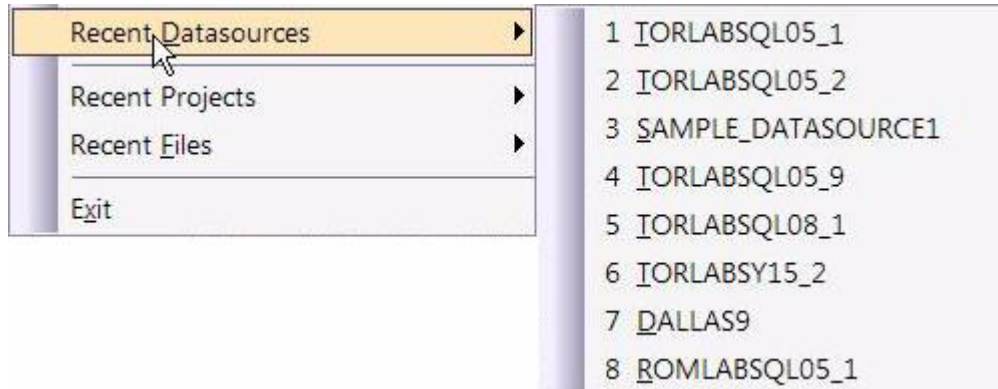 Recent Datasources
Recent Projects
Recent Files
Exit
1 TORLABSQL05_1
2 TORLABSQL05_2
3 SAMPLE_DATASOURCE1
4 TORLABSQL05_9
5 TORLABSQL08_1
6 TORLABSY15_2
7 DALLAS9
8 ROMLABSQL05_1